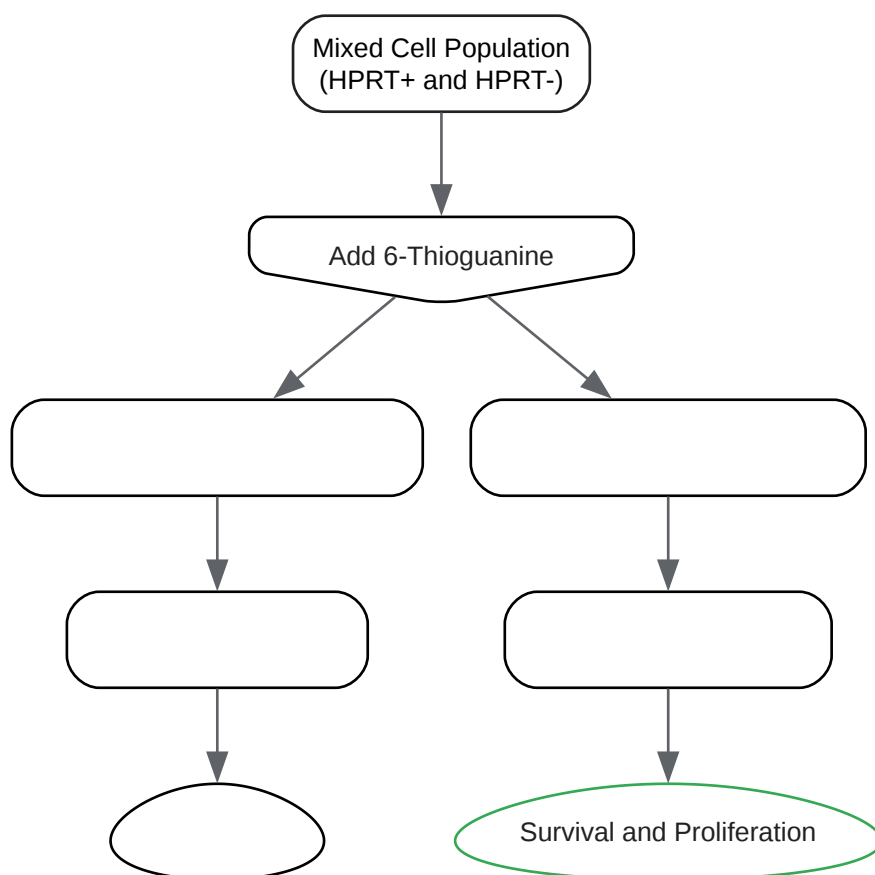 Mixed Cell Population
(HPRT+ and HPRT-)
Add 6-Thioguanine
Survival and Proliferation